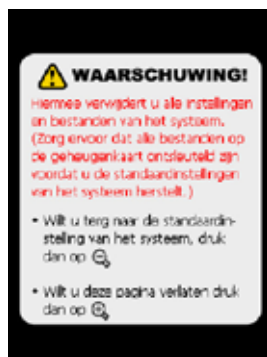 WAARSCHUWING!
Hiermee verwijdert u alle instellingen
en bestanden van het systeem.
(Zorg ervoor dat alle bestanden op
de geheugenkaart ontsleuteld zijn
voordat u de standaardinstellingen
van het systeem herstelt.)
• Wilt u terg naar de standaardin-
stelling van het systeem, druk
dan op
• Wilt u deze pagina verlaten druk
dan op